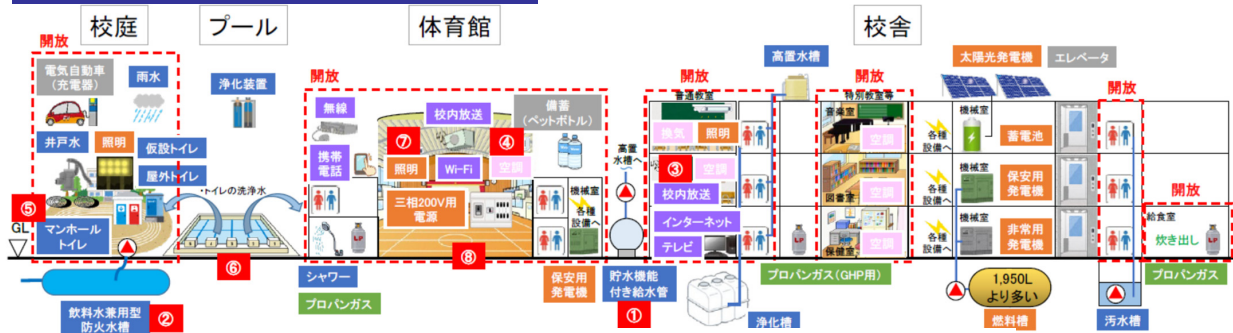 校庭
プール
体育館
校舎
開放
電気自動車
(充電器)
雨水
井戸水
照明
仮設トイレ
屋外トイレ
⑤
GL
マンホール
トイレ
飲料水兼用型
防火水槽
②
浄化装置
・トイレの洗浄水
⑥
開放
無線
校内放送
備蓄
(ペットボトル)
⑦
④
携帯
電話
照明
Wi-Fi
空調
三相200V用
電源
機械室
各種
設備へ
LP
⑧
シャワー
プロパンガス
保安用
発電機
高置
水槽へ
貯水機能
付き給水管
①
開放
普通教室
換気
照明
③
空調
校内放送
インターネット
テレビ
LP
浄化槽
高置水槽
プロパンガス(GHP用)
開放
特別教室等
音楽室
空調
図書室
空調
保健室
空調
太陽光発電機
エレベータ
各種
設備へ
機械室
蓄電池
各種
設備へ
機械室
保安用
発電機
各種
設備へ
機械室
非常用
発電機
1,950L
より多い
燃料槽
開放
汚水槽
開放
給食室
炊き出し
LP
プロパンガス